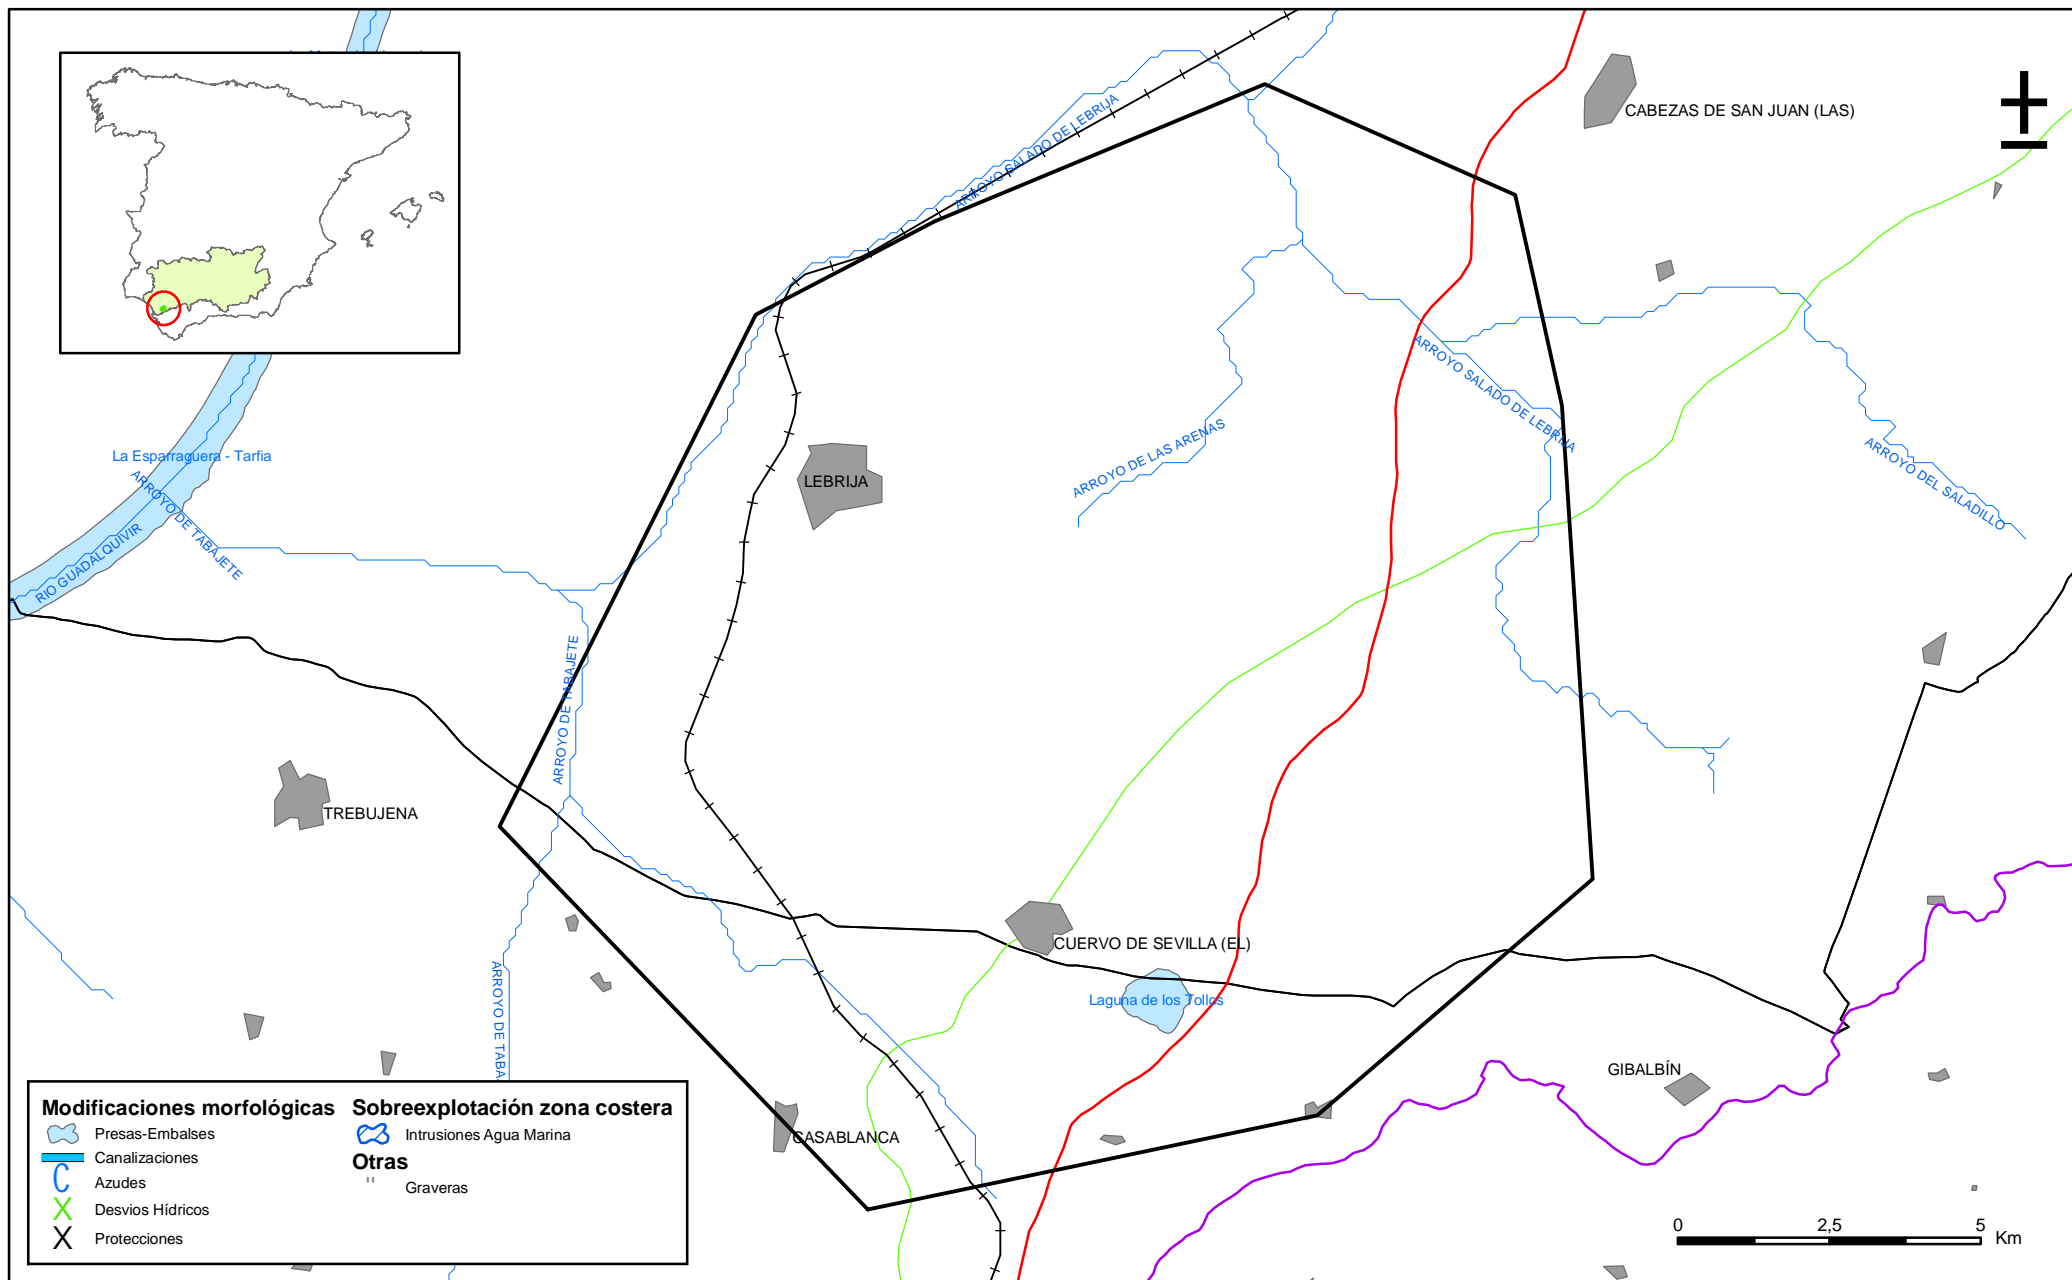 CABEZAS DE SAN JUAN (LAS)
ARROYO SALADO DE LEBRIJA
ARROYO SALADO DE LEBRIJA
ARROYO DE LAS ARENAS
ARROYO DEL SALADILLO
La Esparraguera - Tarfia
ARROYO DE TABAJETE
RIO GUADALQUIVIR
LEBRIJA
ARROYO DE TABAJETE
TREBUJENA
CUERVO DE SEVILLA (EL)
Laguna de los Tollos
ARROYO DE TABA
GIBALBÍN
CASABLANCA
Modificaciones morfológicas
Presas-Embalses
Canalizaciones
Azudes
Desvios Hídricos
Protecciones
Sobreexplotación zona costera
Intrusiones Agua Marina
Otras
Graveras
0 2,5 5
Km